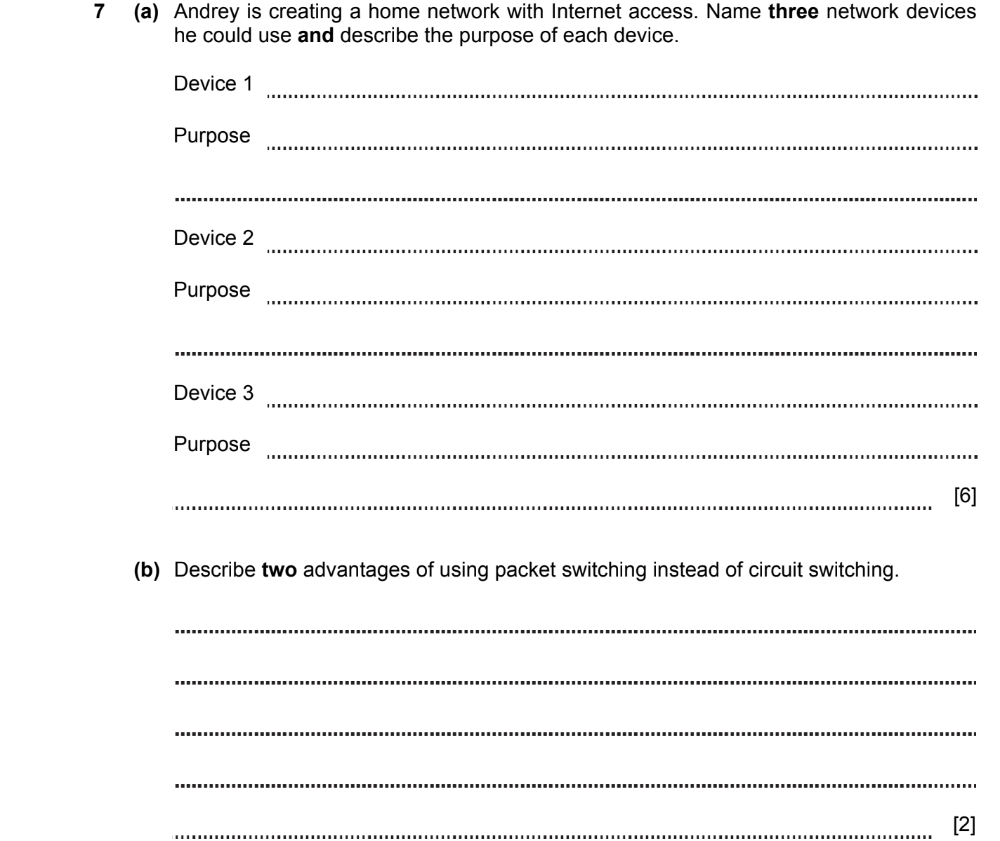 7 (a) Andrey is creating a home network with Internet access. Name three network devices
he could use and describe the purpose of each device.
Device 1
Purpose
Device 2
Purpose
Device 3
Purpose
[6]
(b) Describe two advantages of using packet switching instead of circuit switching.
[2]